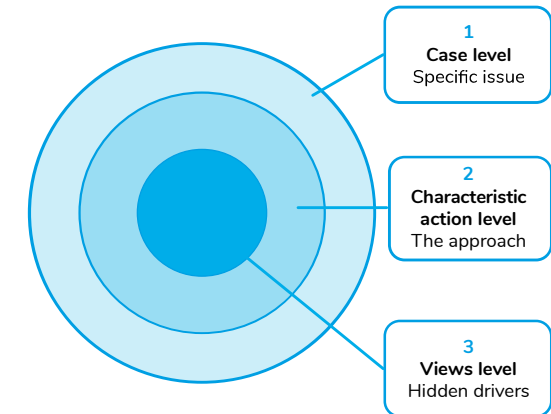 1
Case level
Specific issue
2
Characteristic
action level
The approach
3
Views level
Hidden drivers